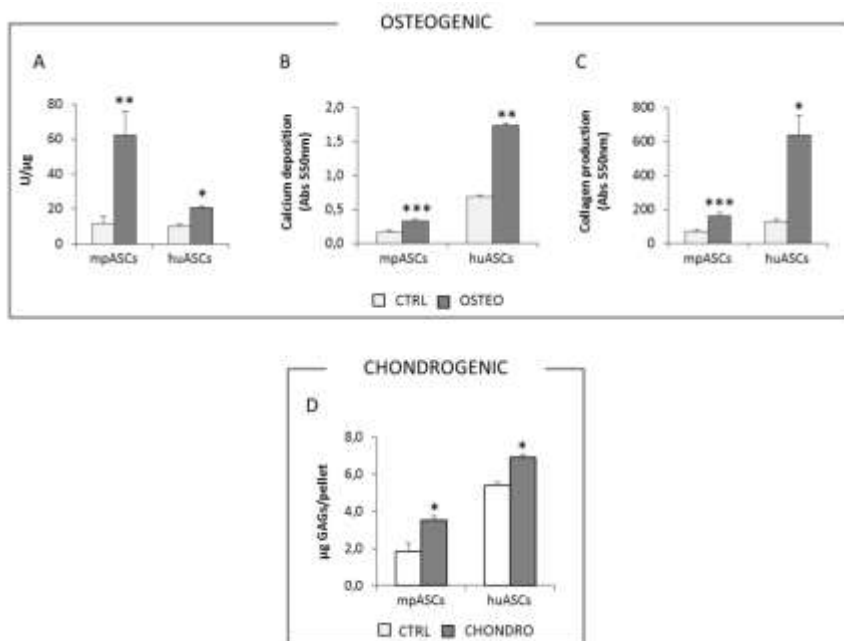 OSTEOGENIC
A
U/µg
80
60
40
20
0
**
*
mpASCs huASCs
B
Calcium deposition
(Abs 550nm)
2,0
1,5
1,0
0,5
0,0
***
**
mpASCs huASCs
C
Collagen production
(Abs 550nm)
800
600
400
200
0
***
*
mpASCs huASCs
CTRL OSTEO
CHONDROGENIC
D
µg GAGs/pellet
8,0
6,0
4,0
2,0
0,0
*
*
mpASCs huASCs
CTRL CHONDRO